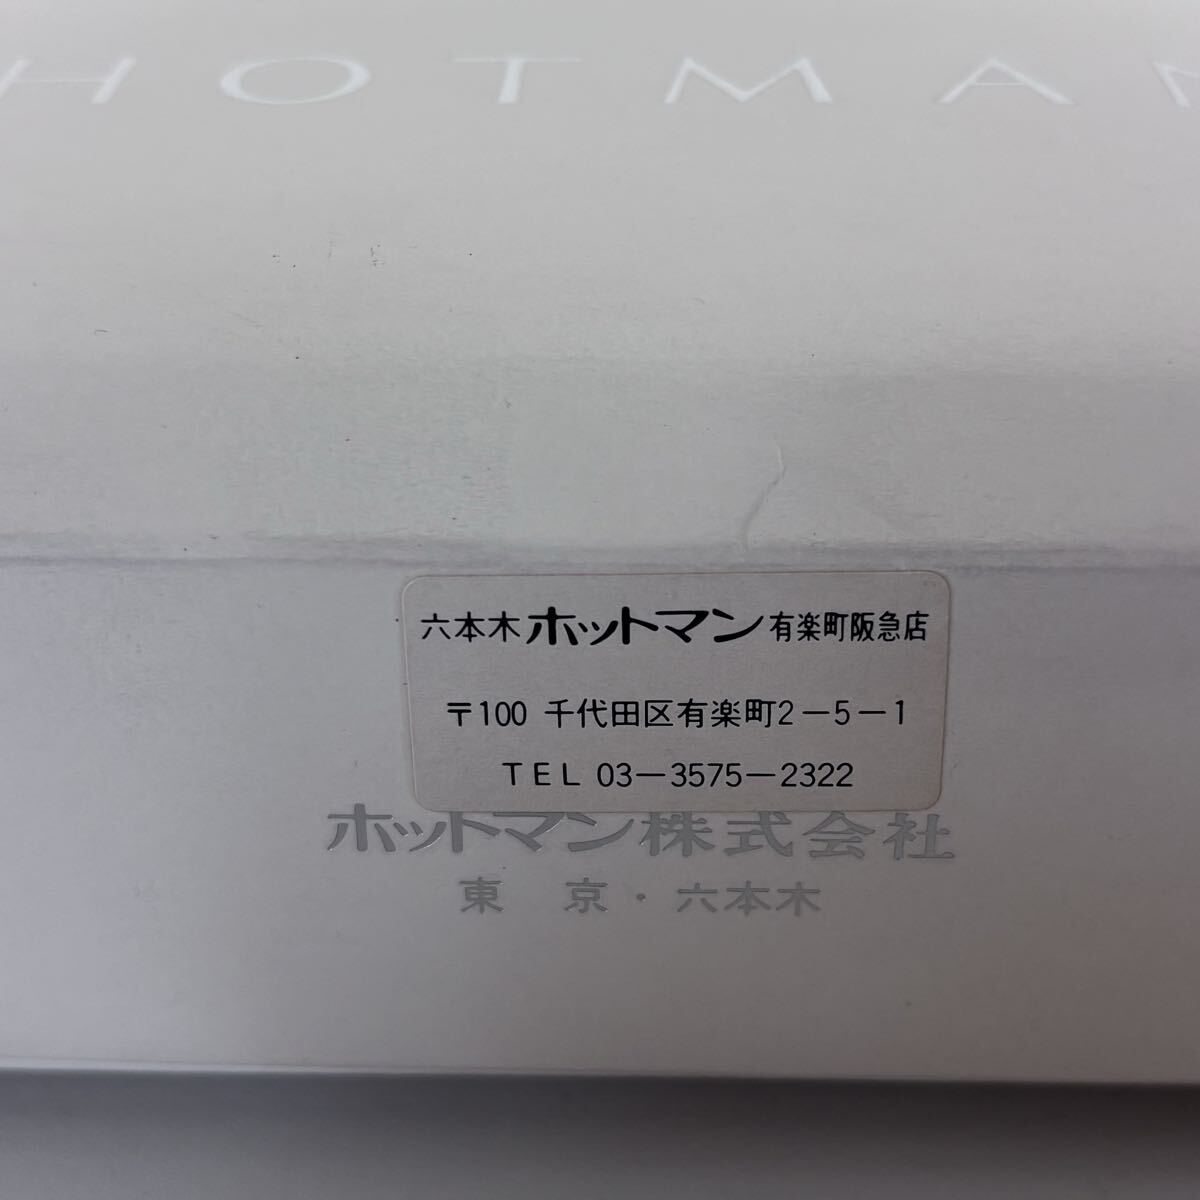 HOTMAN
六本木 ホットマン 有楽町阪急店
〒100 千代田区有楽町2-5-1
TEL 03-3575-2322
ホットマン株式会社
東 京・六本木